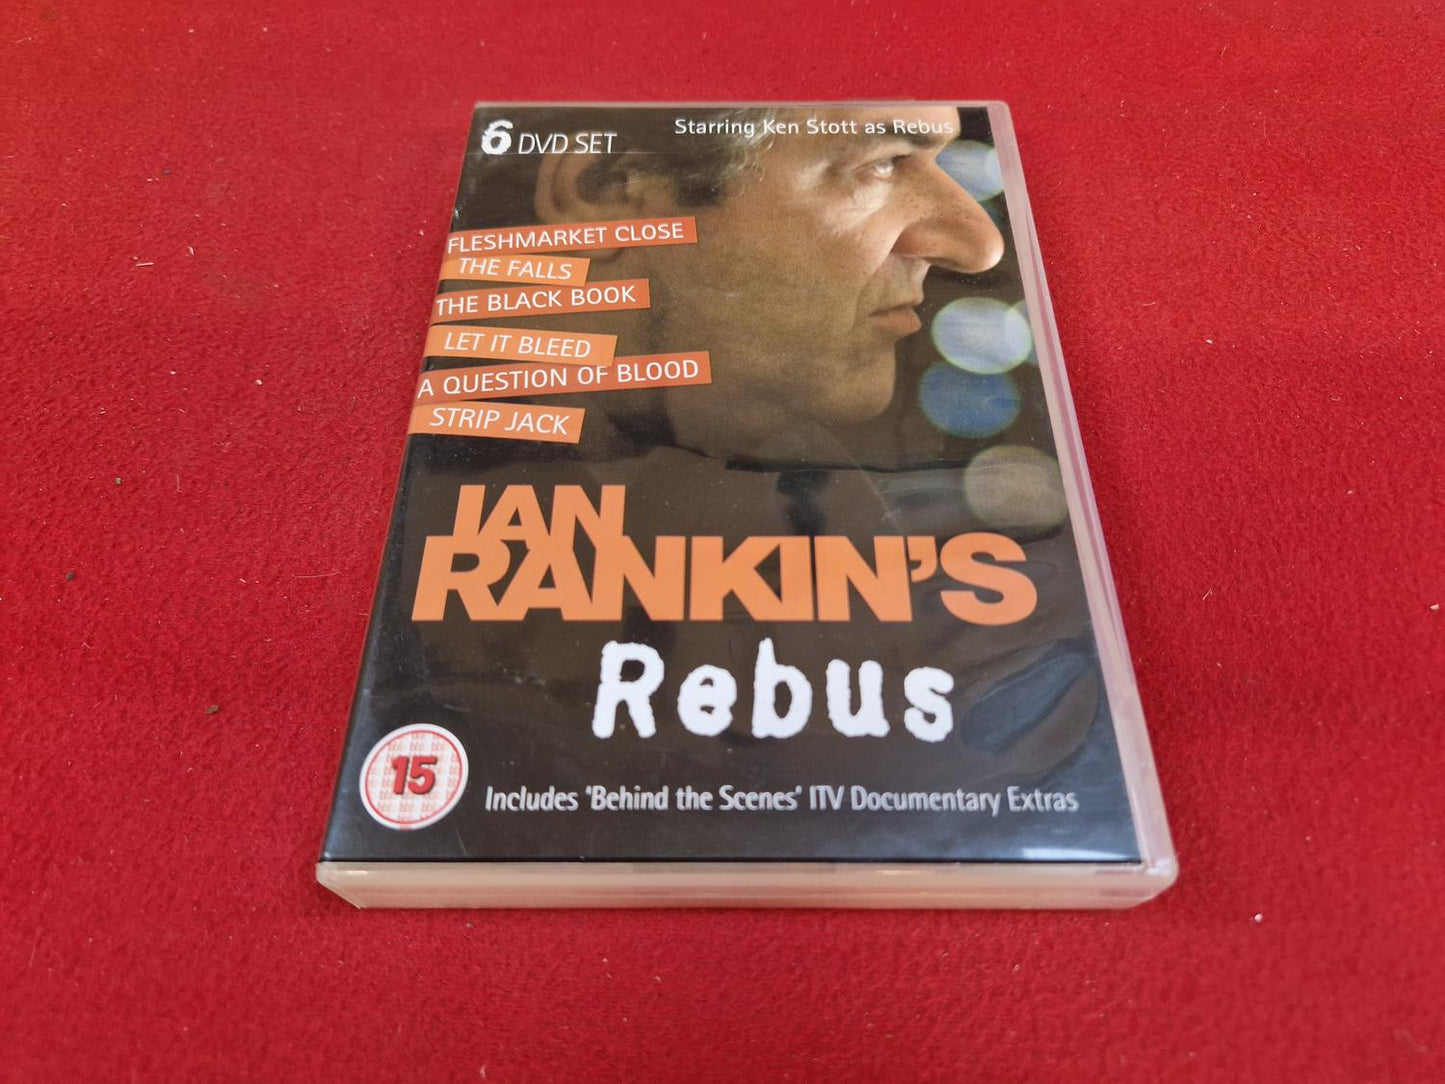 6 DVD SET
Starring Ken Stott as Rebus
FLESHMARKET CLOSE
THE FALLS
THE BLACK BOOK
LET IT BLEED
A QUESTION OF BLOOD
STRIP JACK
IAN
RANKIN'S
Rebus
15
Includes 'Behind the Scenes' ITV Documentary Extras